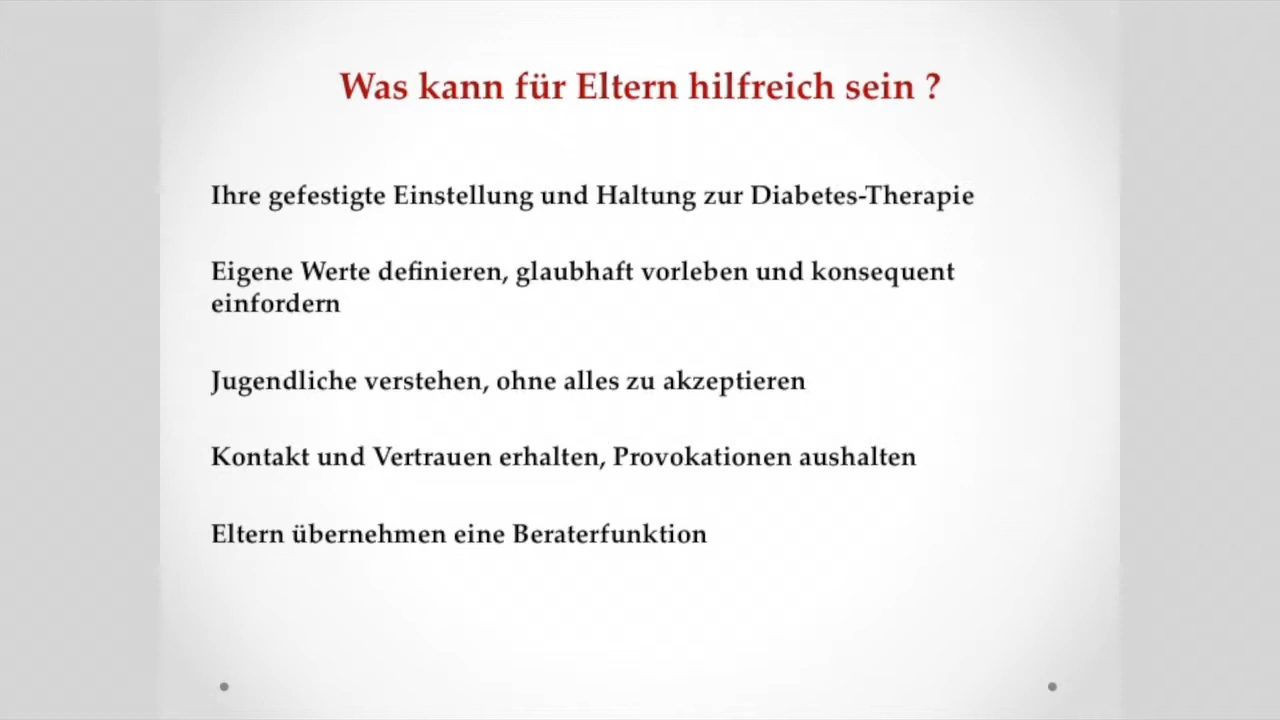 Was kann für Eltern hilfreich sein ?
Ihre gefestigte Einstellung und Haltung zur Diabetes-Therapie
Eigene Werte definieren, glaubhaft vorleben und konsequent
einfordern
Jugendliche verstehen, ohne alles zu akzeptieren
Kontakt und Vertrauen erhalten, Provokationen aushalten
Eltern übernehmen eine Beraterfunktion